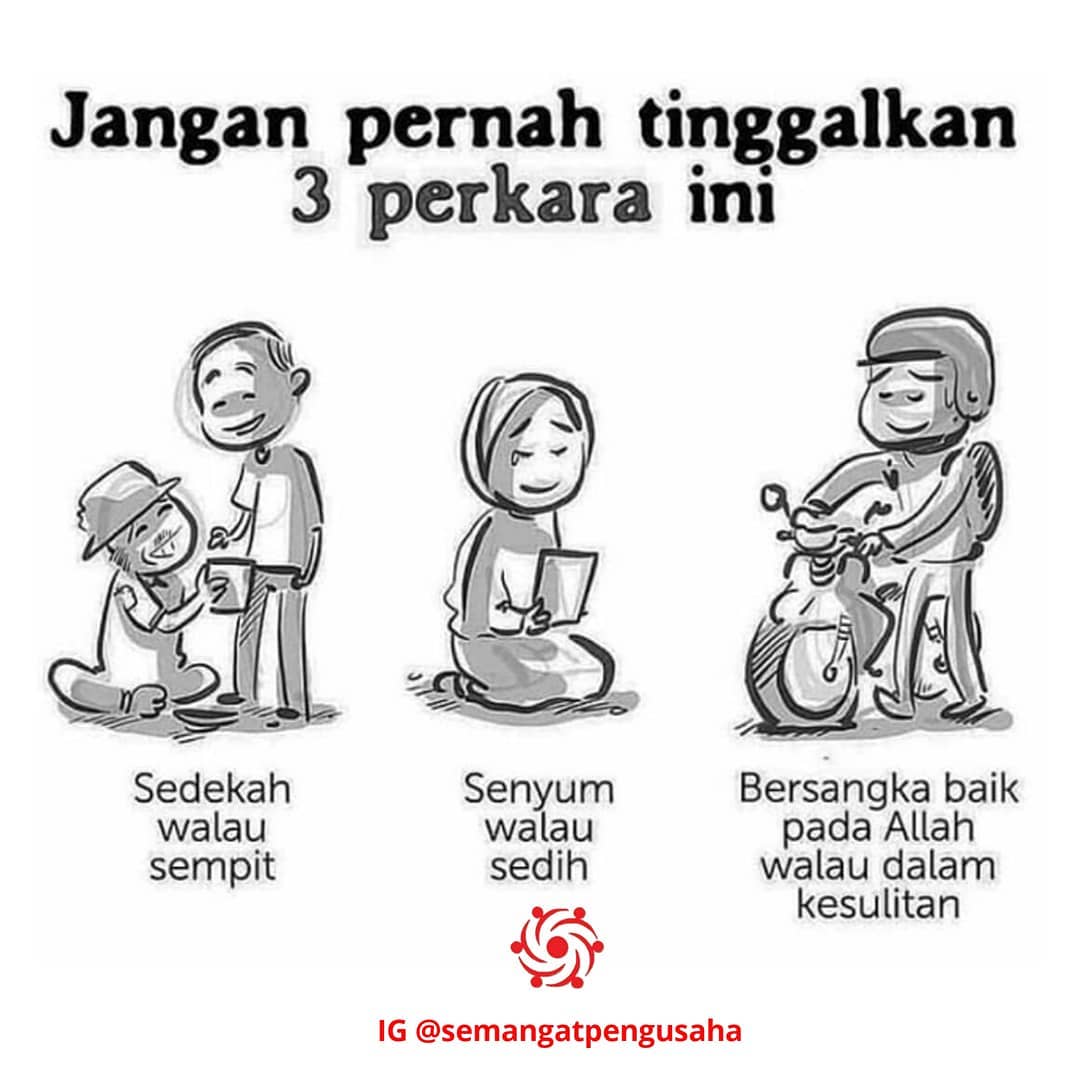 Jangan pernah tinggalkan
3 perkara ini
Sedekah
walau
sempit
Senyum
walau
sedih
Bersangka baik
pada Allah
walau dalam
kesulitan
IG @semangatpengusaha